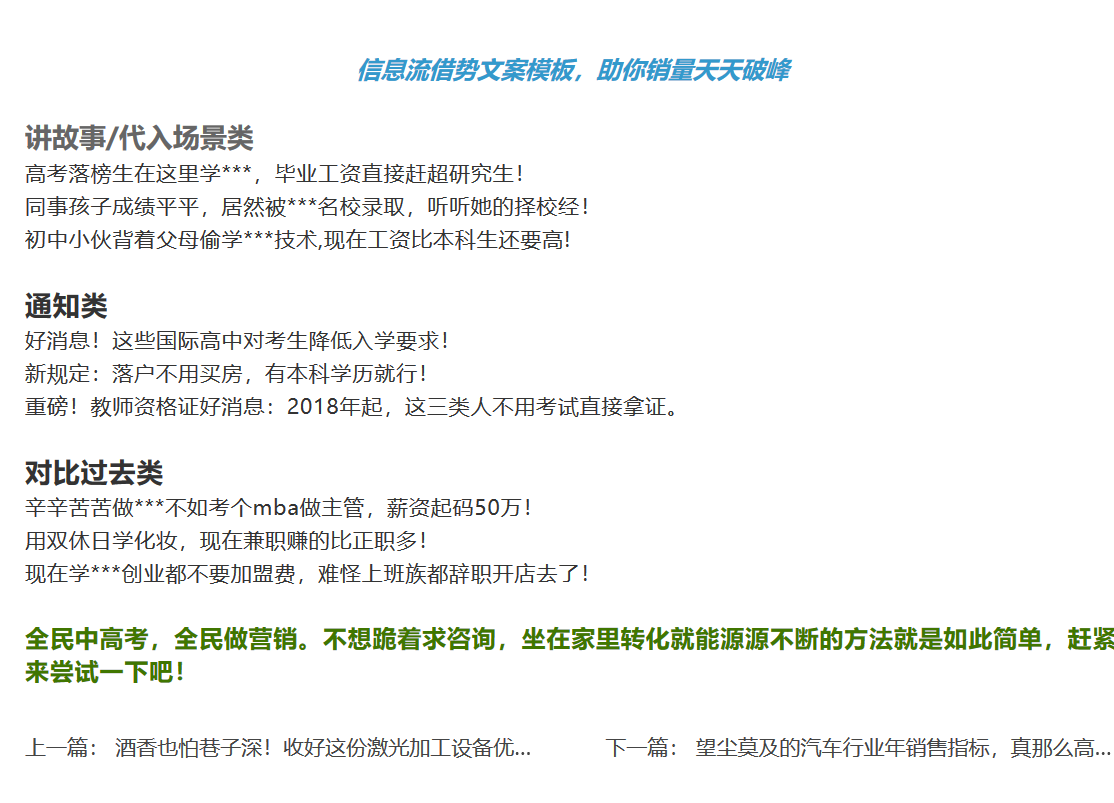 信息流借势文案模板，助你销量天天破峰
讲故事/代入场景类
高考落榜生在这里学***，毕业工资直接赶超研究生！
同事孩子成绩平平，居然被***名校录取，听听她的择校经！
初中小伙背着父母偷学***技术,现在工资比本科生还要高!
通知类
好消息！这些国际高中对考生降低入学要求！
新规定：落户不用买房，有本科学历就行！
重磅！教师资格证好消息：2018年起，这三类人不用考试直接拿证。
对比过去类
辛辛苦苦做***不如考个mba做主管，薪资起码50万！
用双休日学化妆，现在兼职赚的比正职多！
现在学***创业都不要加盟费，难怪上班族都辞职开店去了！
全民中高考，全民做营销。不想跪着求咨询，坐在家里转化就能源源不断的方法就是如此简单，赶紧
来尝试一下吧！
上一篇： 酒香也怕巷子深！收好这份激光加工设备优... 下一篇： 望尘莫及的汽车行业年销售指标，真那么高...